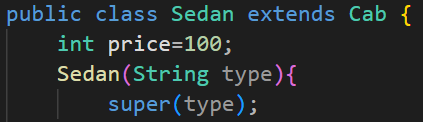 public class Sedan extends Cab {
    int price=100;
    Sedan(String type){
        super(type);